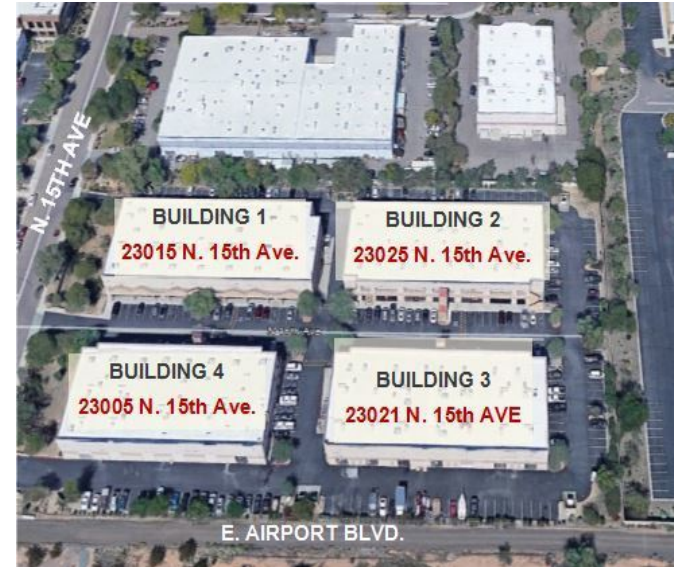 N. 15TH AVE
BUILDING 1
23015 N. 15th Ave.
BUILDING 2
23025 N. 15th Ave.
BUILDING 4
23005 N. 15th Ave.
BUILDING 3
23021 N. 15th AVE
E. AIRPORT BLVD.